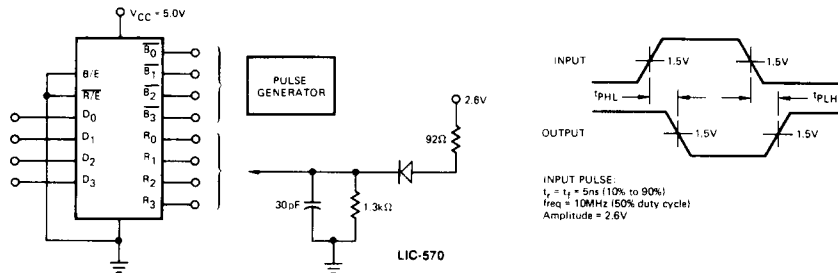 VCC = 5.0V
B/E
R/E
D0
D1
D2
D3
B0
B1
B2
B3
R0
R1
R2
R3
PULSE
GENERATOR
2.6V
92Ω
30pF
1.3kΩ
LIC-570
INPUT
1.5V
1.5V
tPHL
tPLH
OUTPUT
1.5V
1.5V
INPUT PULSE:
tr = tf = 5ns (10% to 90%)
freq = 10MHz (50% duty cycle)
Amplitude = 2.6V